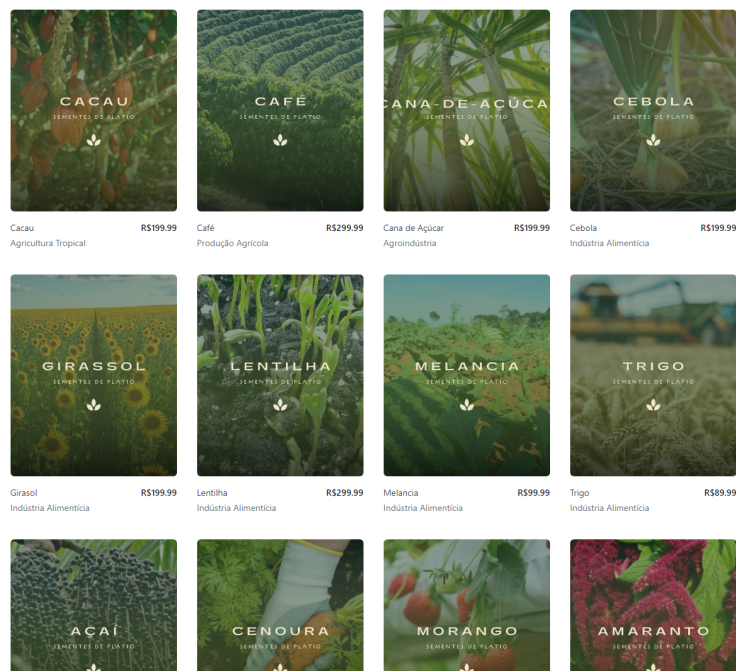 CACAU
SEMENTES DE PLATIO
CAFÉ
SEMENTES DE PLATIO
CANA-DE-AÇÚCA
SEMENTES DE PLATIO
CEBOLA
SEMENTES DE PLATIO
Cacau R$199.99
Agricultura Tropical
Café R$299.99
Produção Agrícola
Cana de Açúcar R$199.99
Agroindústria
Cebola R$199.99
Indústria Alimentícia
GIRASSOL
SEMENTES DE PLATIO
LENTILHA
SEMENTES DE PLATIO
MELANCIA
SEMENTES DE PLATIO
TRIGO
SEMENTES DE PLATIO
Girasol R$199.99
Indústria Alimentícia
Lentilha R$299.99
Indústria Alimentícia
Melancia R$99.99
Indústria Alimentícia
Trigo R$89.99
Indústria Alimentícia
AÇAÍ
SEMENTES DE PLATIO
CENOURA
SEMENTES DE PLATIO
MORANGO
SEMENTES DE PLATIO
AMARANTO
SEMENTES DE PLATIO